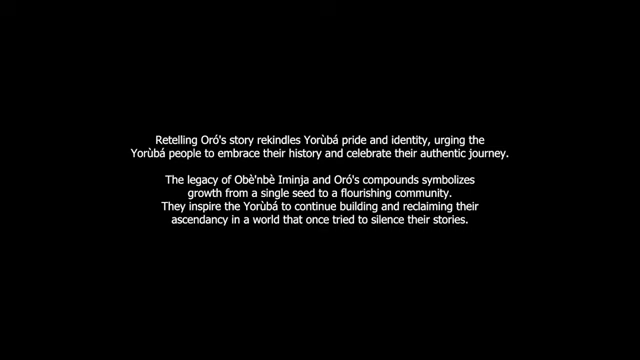 Retelling Oró's story rekindles Yorùbá pride and identity, urging the
Yorùbá people to embrace their history and celebrate their authentic journey.
The legacy of Obè'nbè Iminja and Oró's compounds symbolizes
growth from a single seed to a flourishing community.
They inspire the Yorùbá to continue building and reclaiming their
ascendancy in a world that once tried to silence their stories.